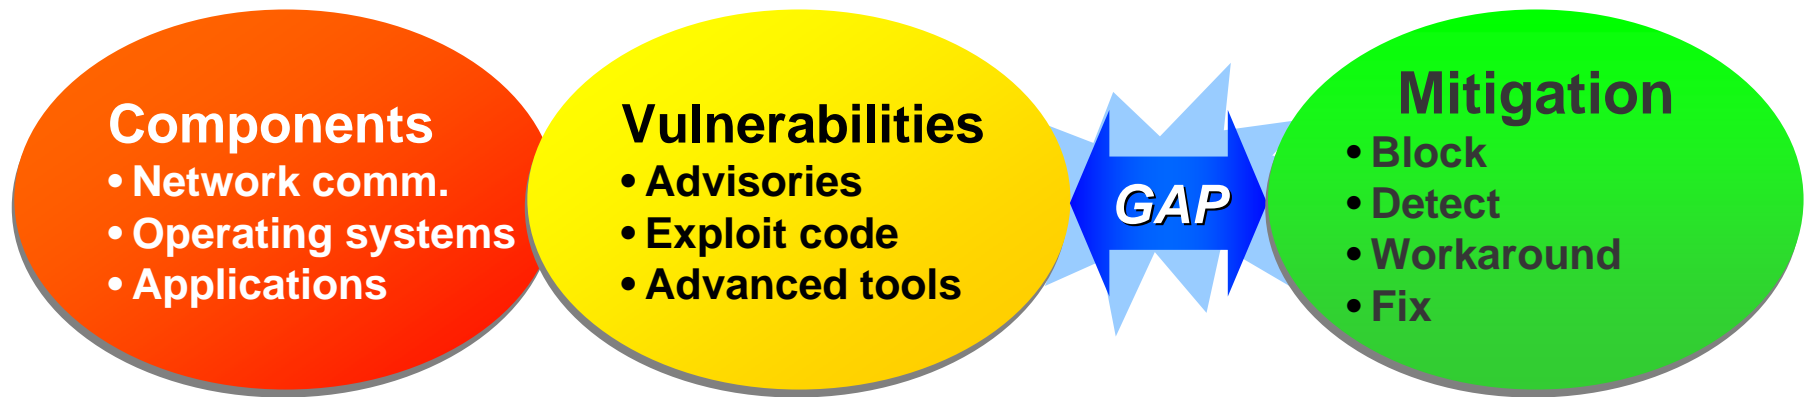 Components
• Network comm.
• Operating systems
• Applications
Vulnerabilities
• Advisories
• Exploit code
• Advanced tools
GAP
Mitigation
• Block
• Detect
• Workaround
• Fix